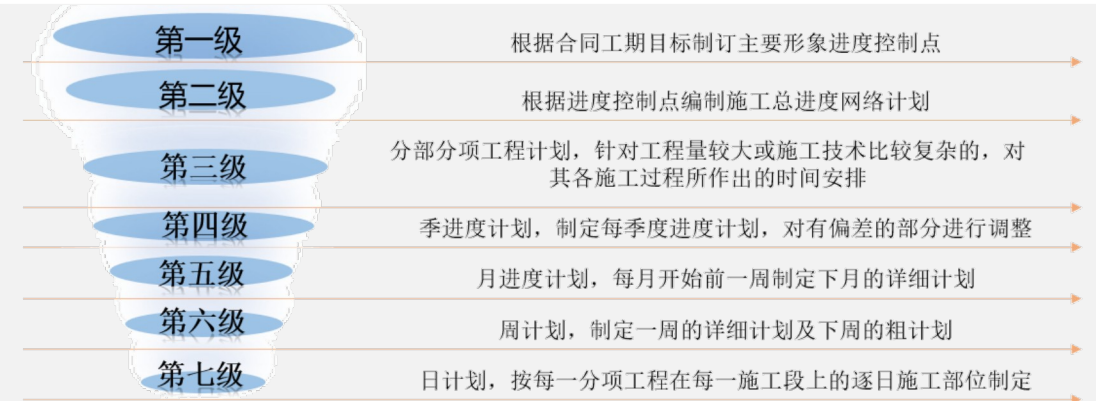 第一级
根据合同工期目标制订主要形象进度控制点
第二级
根据进度控制点编制施工总进度网络计划
第三级
分部分项工程计划，针对工程量较大或施工技术比较复杂的，对
其各施工过程所作出的时间安排
第四级
季进度计划，制定每季度进度计划，对有偏差的部分进行调整
第五级
月进度计划，每月开始前一周制定下月的详细计划
第六级
周计划，制定一周的详细计划及下周的粗计划
第七级
日计划，按每一分项工程在每一施工段上的逐日施工部位制定